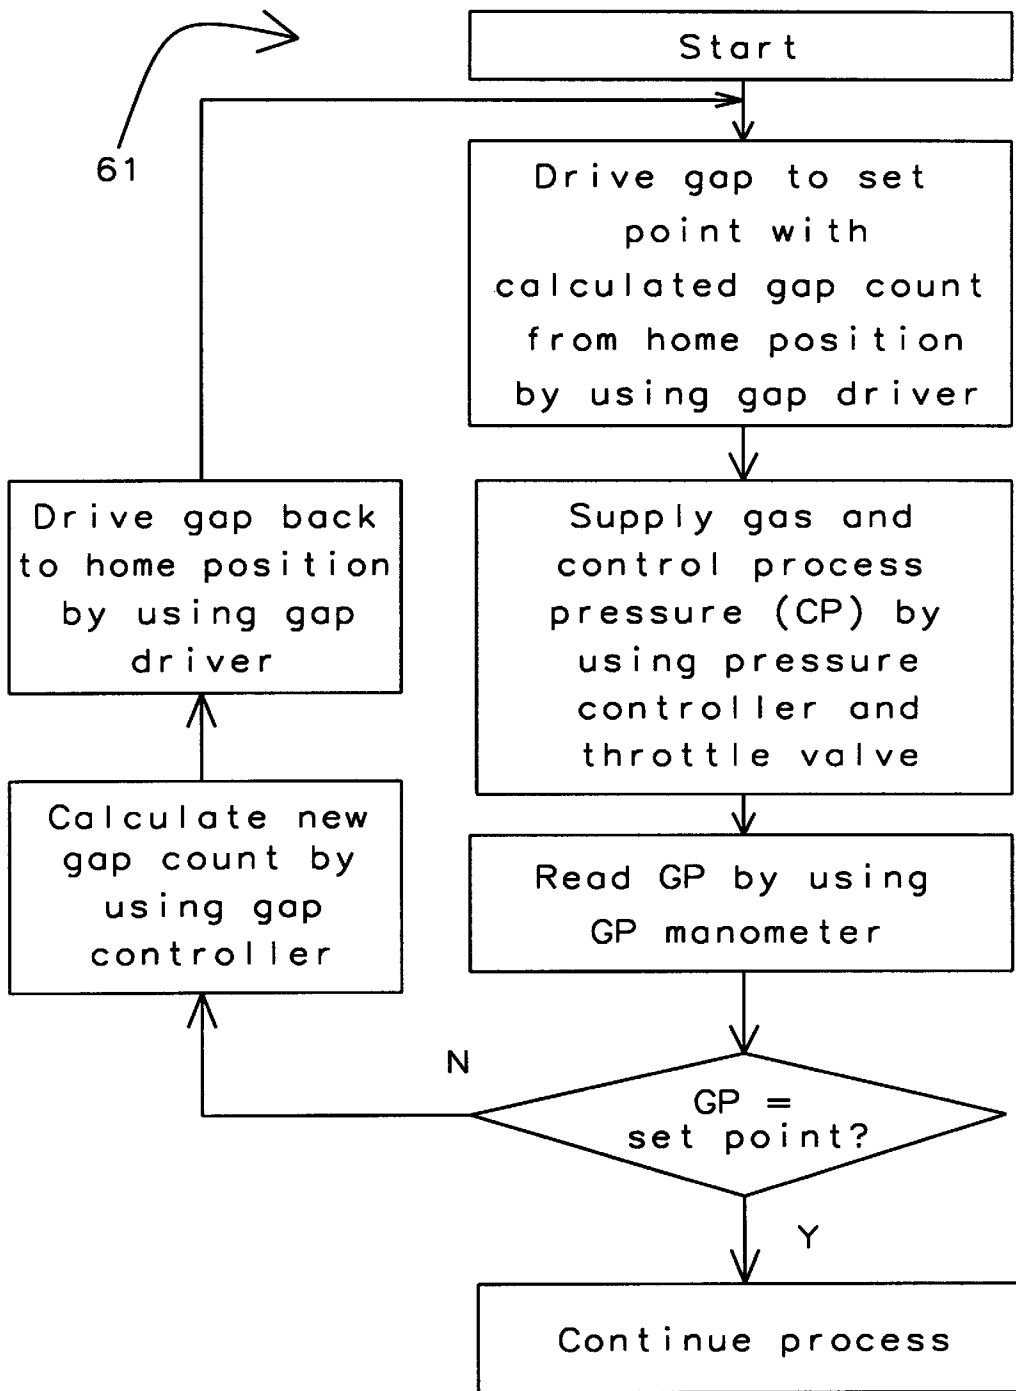 Start
61
Drive gap to set
point with
calculated gap count
from home position
by using gap driver
Supply gas and
control process
pressure (CP) by
using pressure
controller and
throttle valve
Read GP by using
GP manometer
GP =
set point?
N
Calculate new
gap count by
using gap
controller
Drive gap back
to home position
by using gap
driver
Y
Continue process